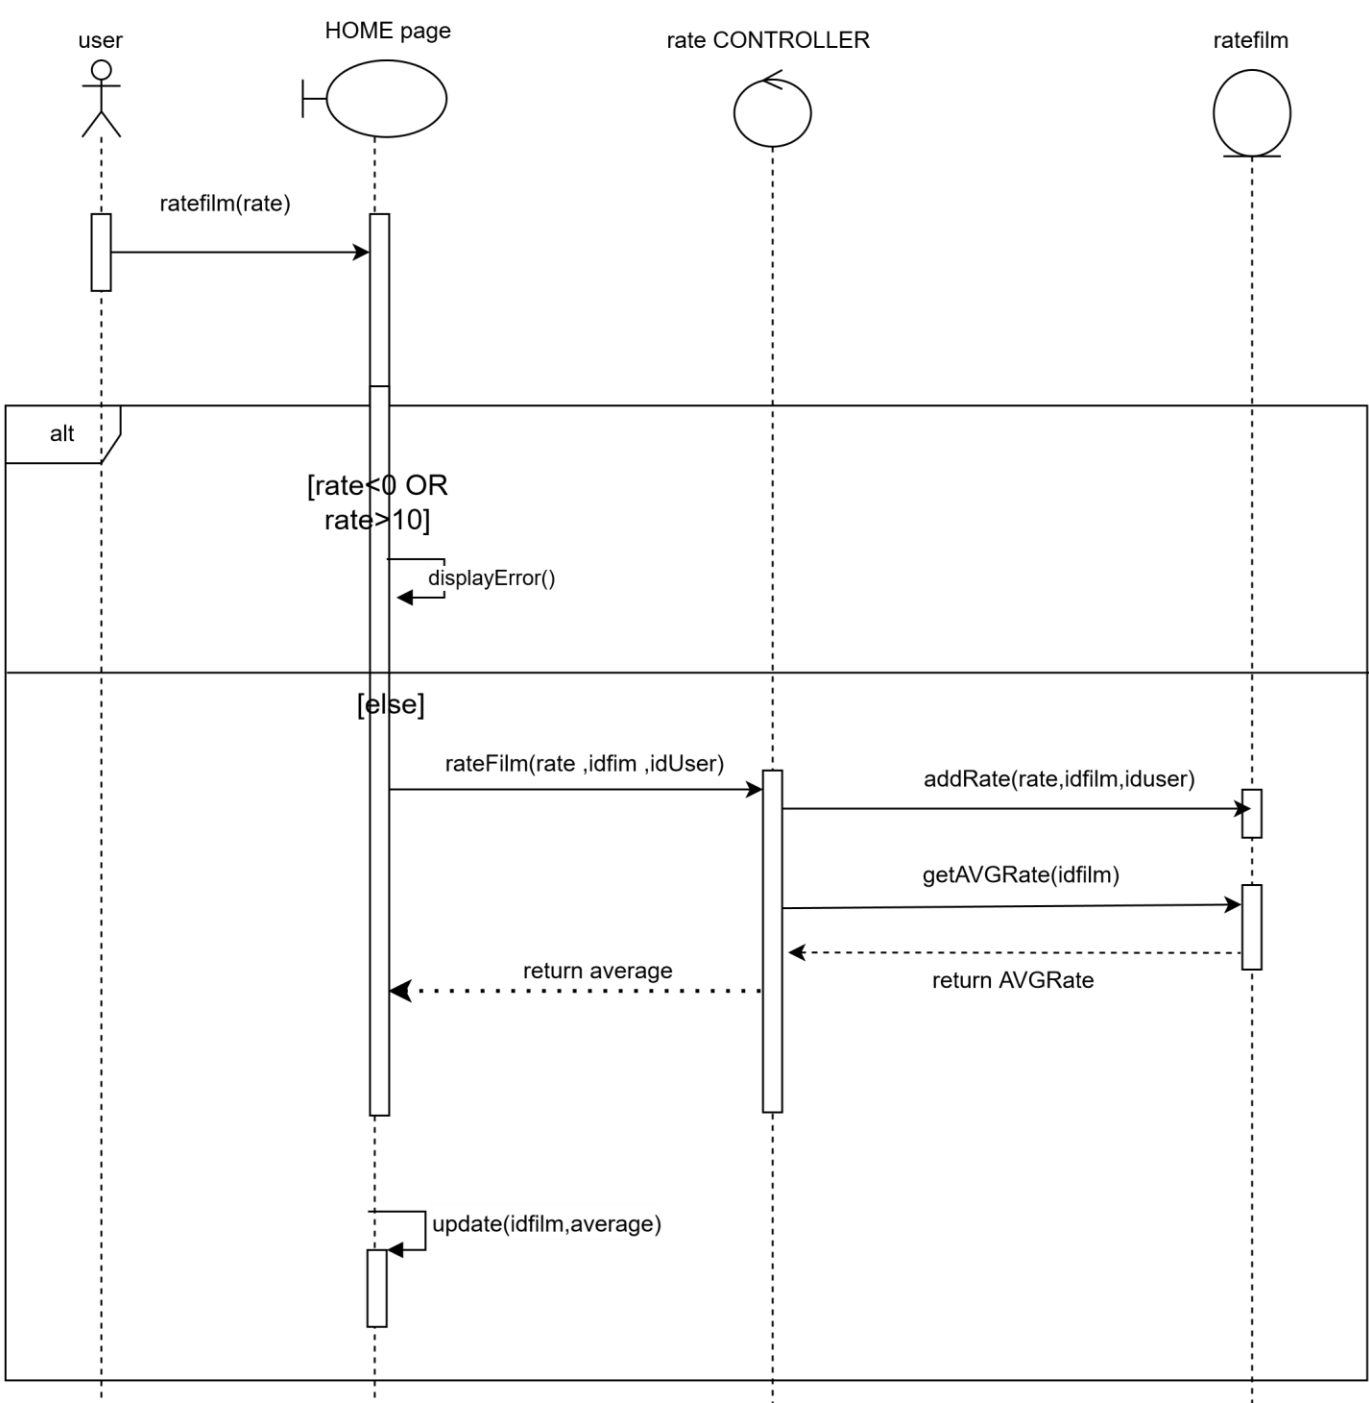 user
HOME page
rate CONTROLLER
ratefilm
ratefilm(rate)
alt
[rate<0 OR
rate>10]
displayError()
[else]
rateFilm(rate ,idfim ,idUser)
addRate(rate,idfilm,iduser)
getAVGRate(idfilm)
return average
return AVGRate
update(idfilm,average)